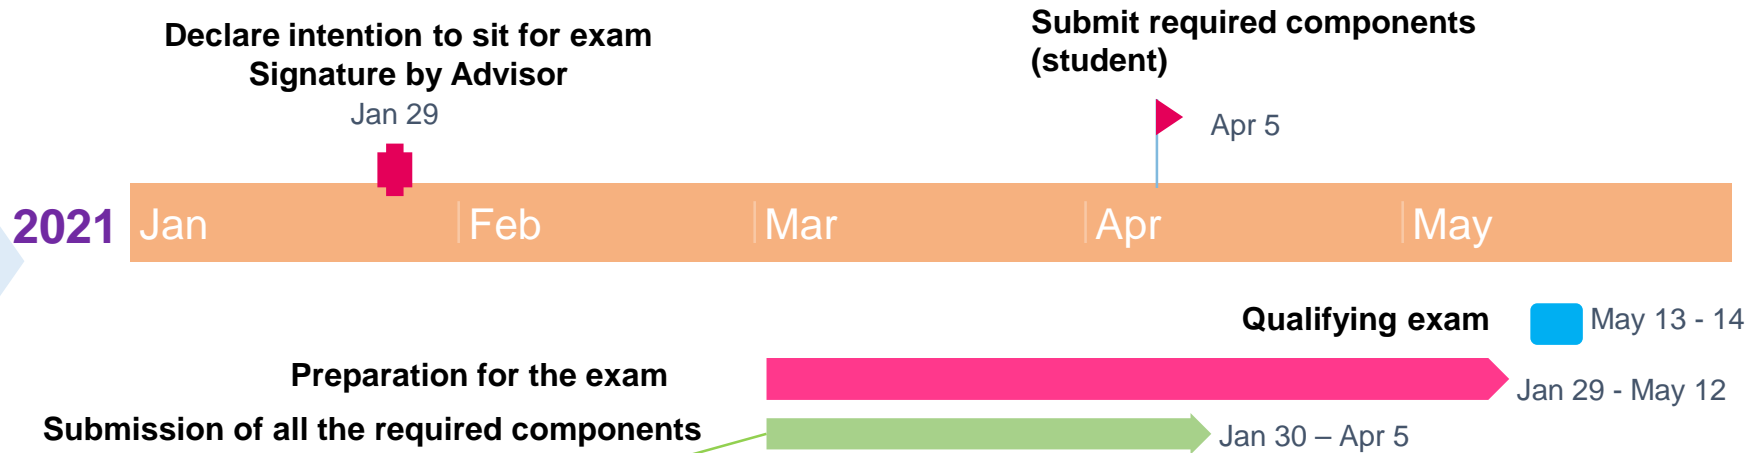 Declare intention to sit for exam
Signature by Advisor
Jan 29
Submit required components
(student)
Apr 5
2021
Jan
Feb
Mar
Apr
May
Qualifying exam
May 13 - 14
Preparation for the exam
Jan 29 - May 12
Submission of all the required components
Jan 30 – Apr 5